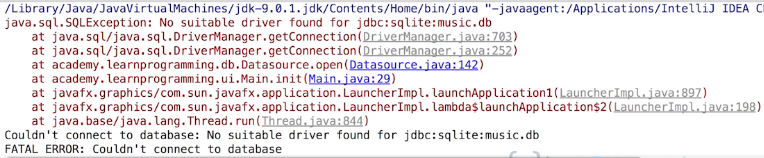 /Library/Java/JavaVirtualMachines/jdk-9.0.1.jdk/Contents/Home/bin/java "-javaagent:/Applications/IntelliJ IDEA
java.sql.SQLException: No suitable driver found for jdbc:sqlite:music.db
at java.sql/java.sql.DriverManager.getConnection(DriverManager.java:703)
at java.sql/java.sql.DriverManager.getConnection(DriverManager.java:252)
at academy.learnprogramming.db.Datasource.open(Datasource.java:142)
at academy.learnprogramming.ui.Main.init(Main.java:29)
at javafx.graphics/com.sun.javafx.application.LauncherImpl.launchApplication1(LauncherImpl.java:897)
at javafx.graphics/com.sun.javafx.application.LauncherImpl.lambda$launchApplication$2(LauncherImpl.java:198)
at java.base/java.lang.Thread.run(Thread.java:844)
Couldn't connect to database: No suitable driver found for jdbc:sqlite:music.db
FATAL ERROR: Couldn't connect to database